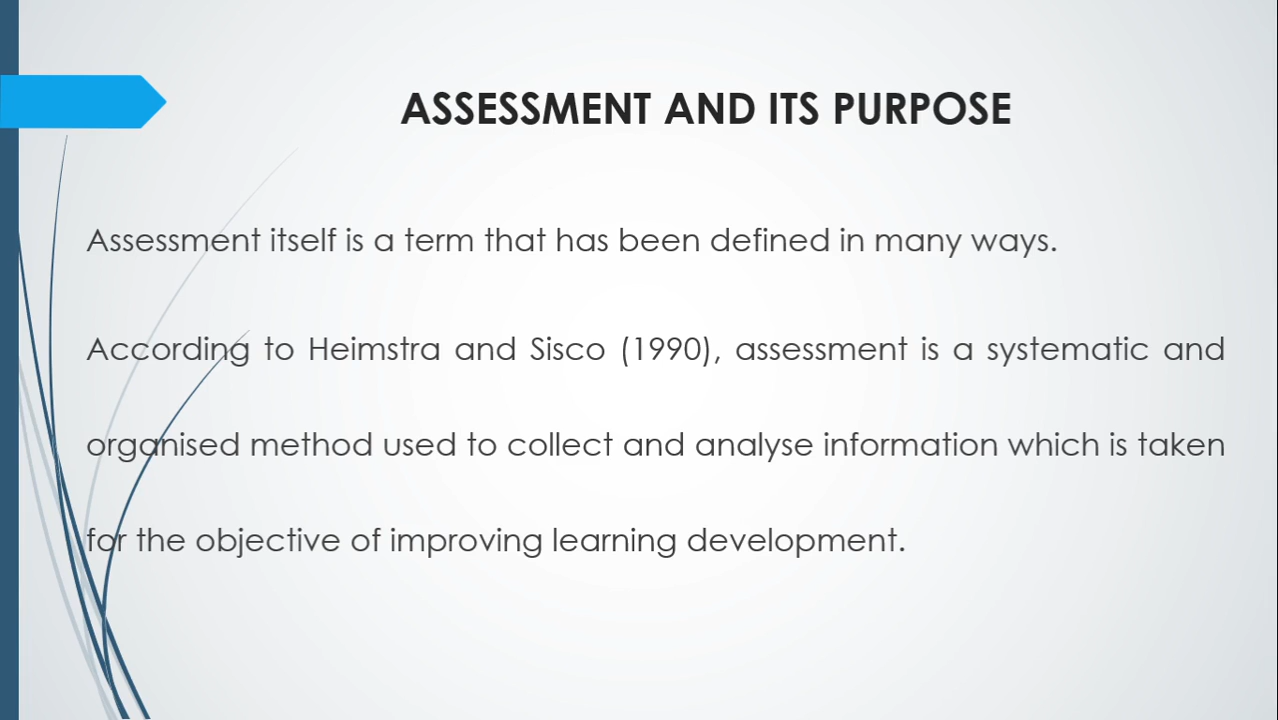 ASSESSMENT AND ITS PURPOSE
Assessment itself is a term that has been defined in many ways.
According to Heimstra and Sisco (1990), assessment is a systematic and
organised method used to collect and analyse information which is taken
for the objective of improving learning development.